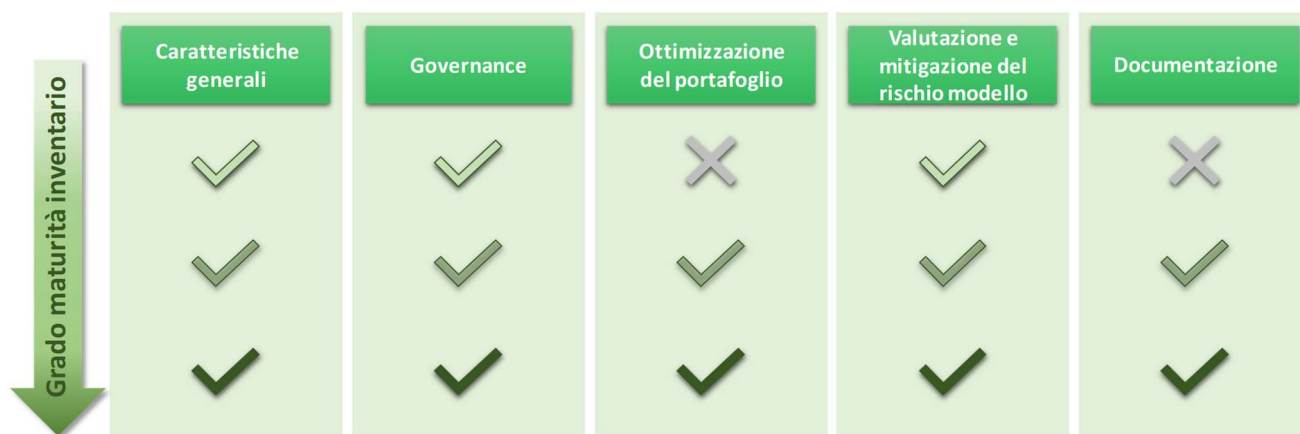 Grado maturità inventario
Caratteristiche
generali
Governance
Ottimizzazione
del portafoglio
Valutazione e
mitigazione del
rischio modello
Documentazione